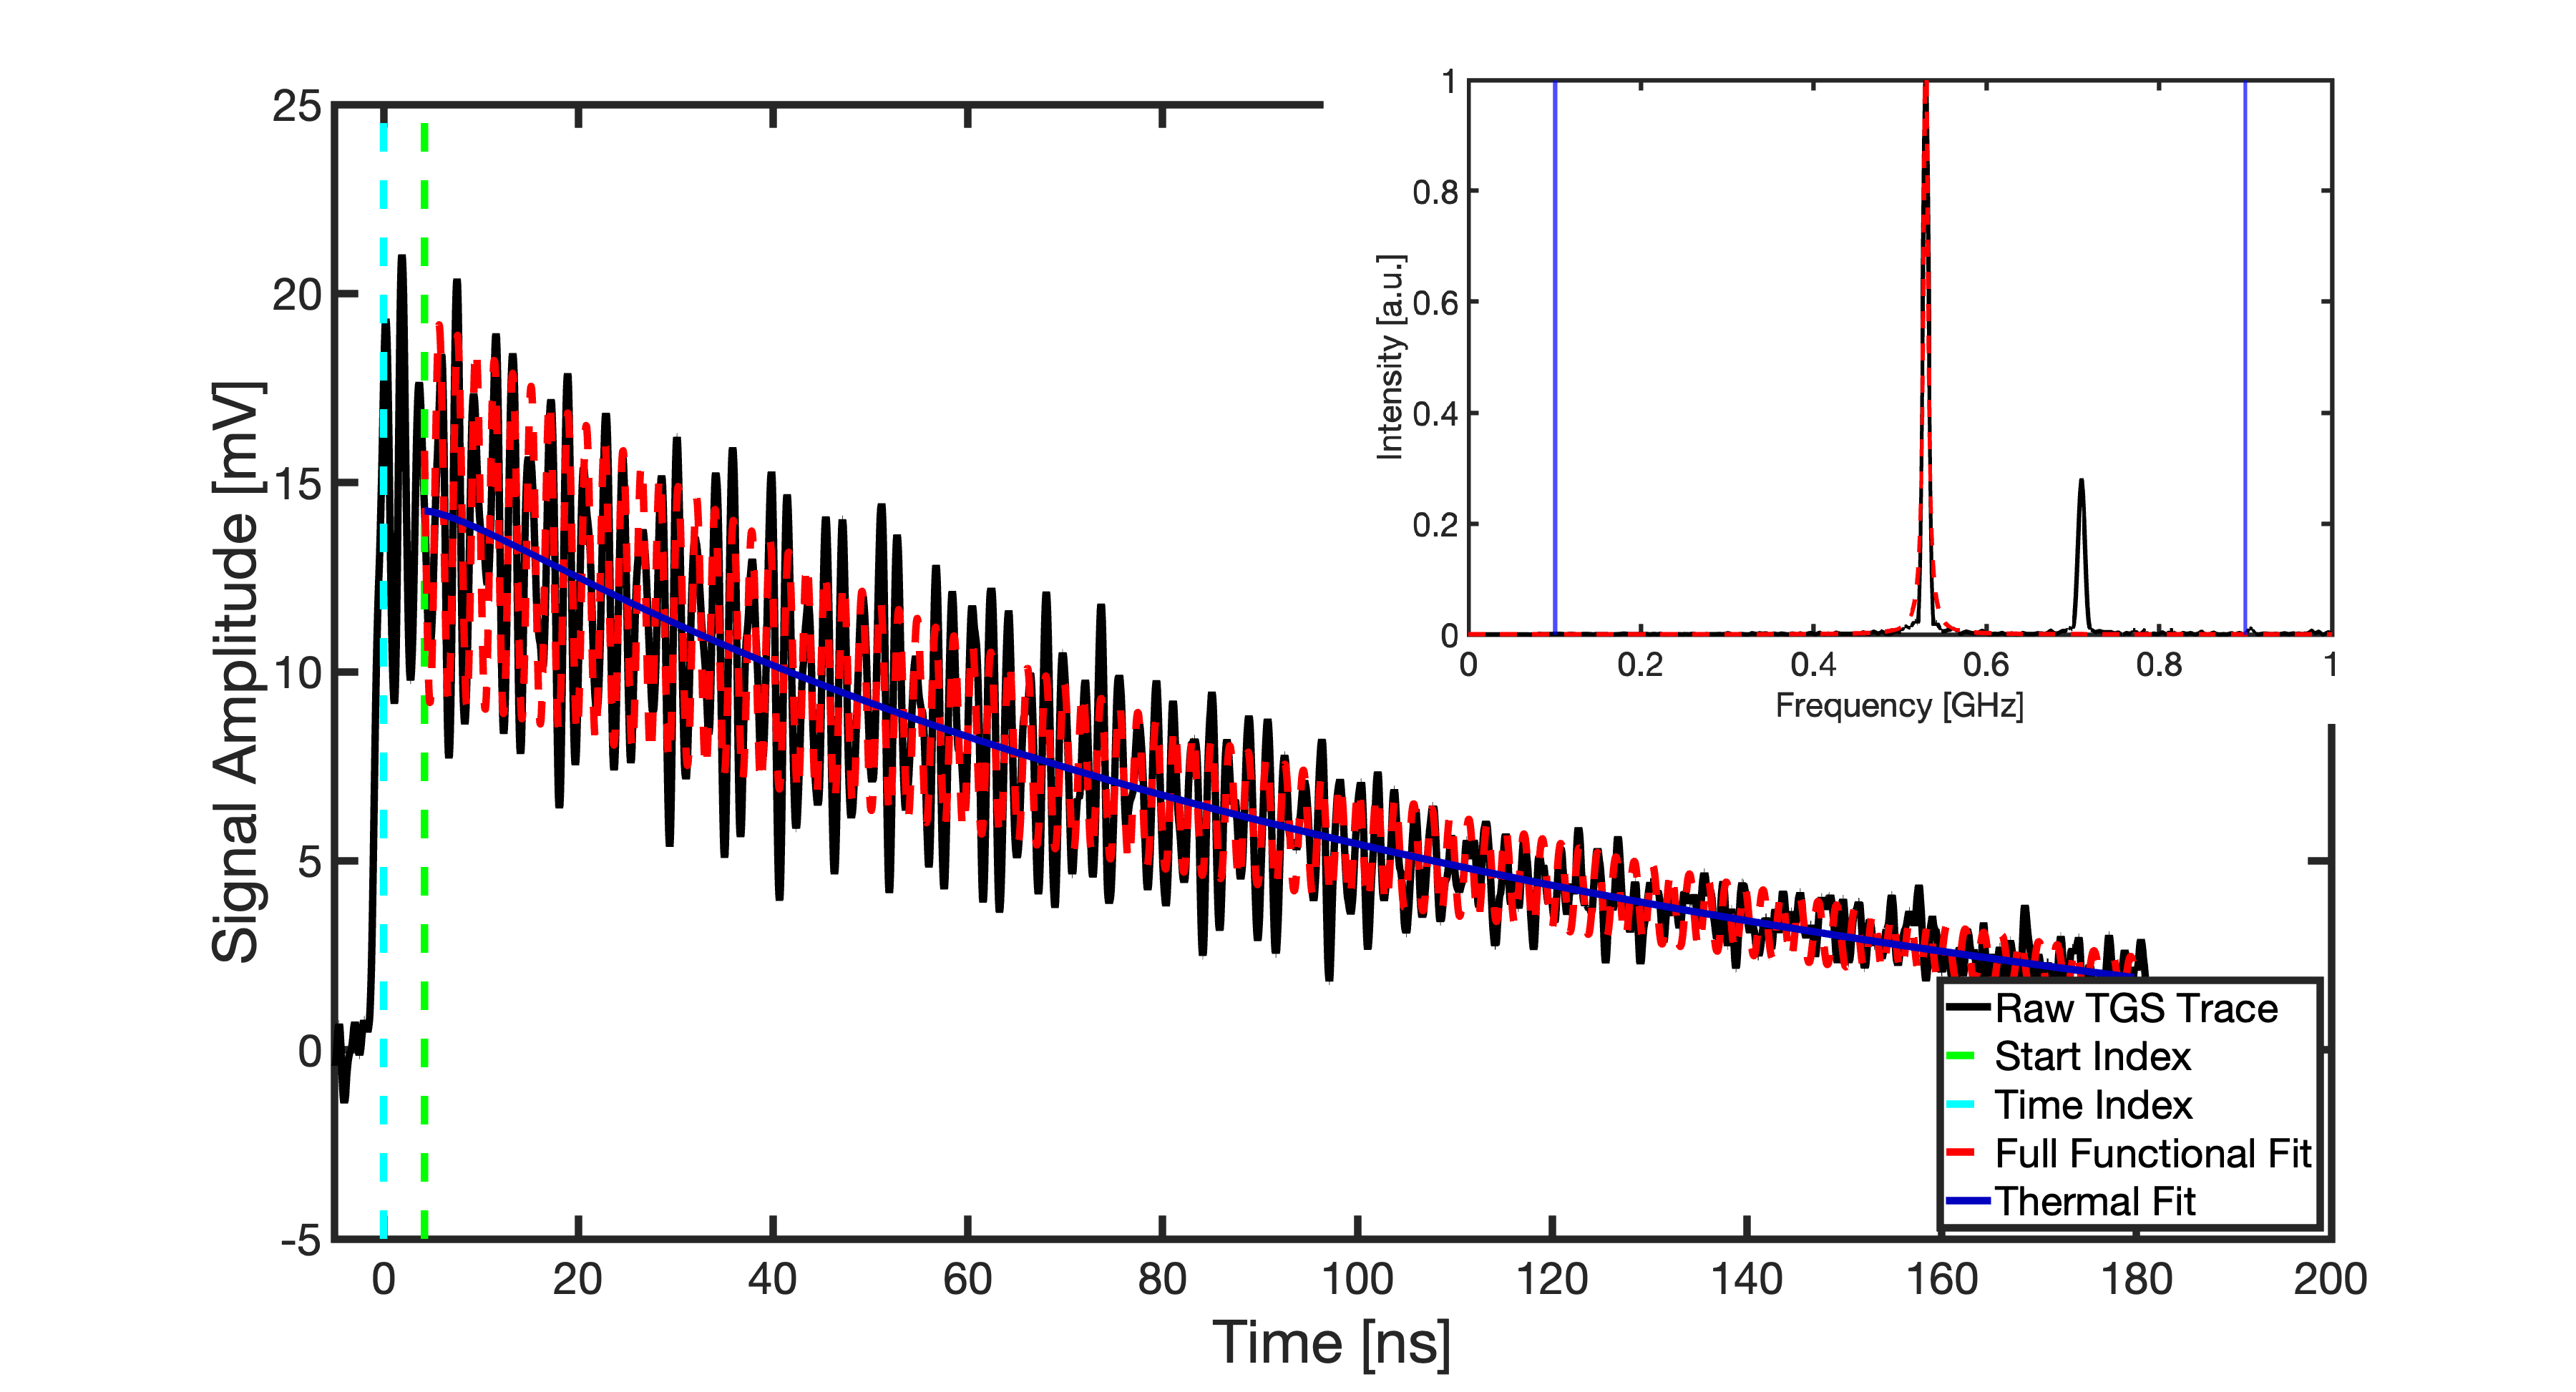 25
20
15
10
5
0
-5
Signal Amplitude [mV]
0 20 40 60 80 100 120 140 160 180 200
Time [ns]
1
0.8
0.6
0.4
0.2
0
Intensity [a.u.]
0 0.2 0.4 0.6 0.8 1
Frequency [GHz]
Raw TGS Trace
Start Index
Time Index
Full Functional Fit
Thermal Fit